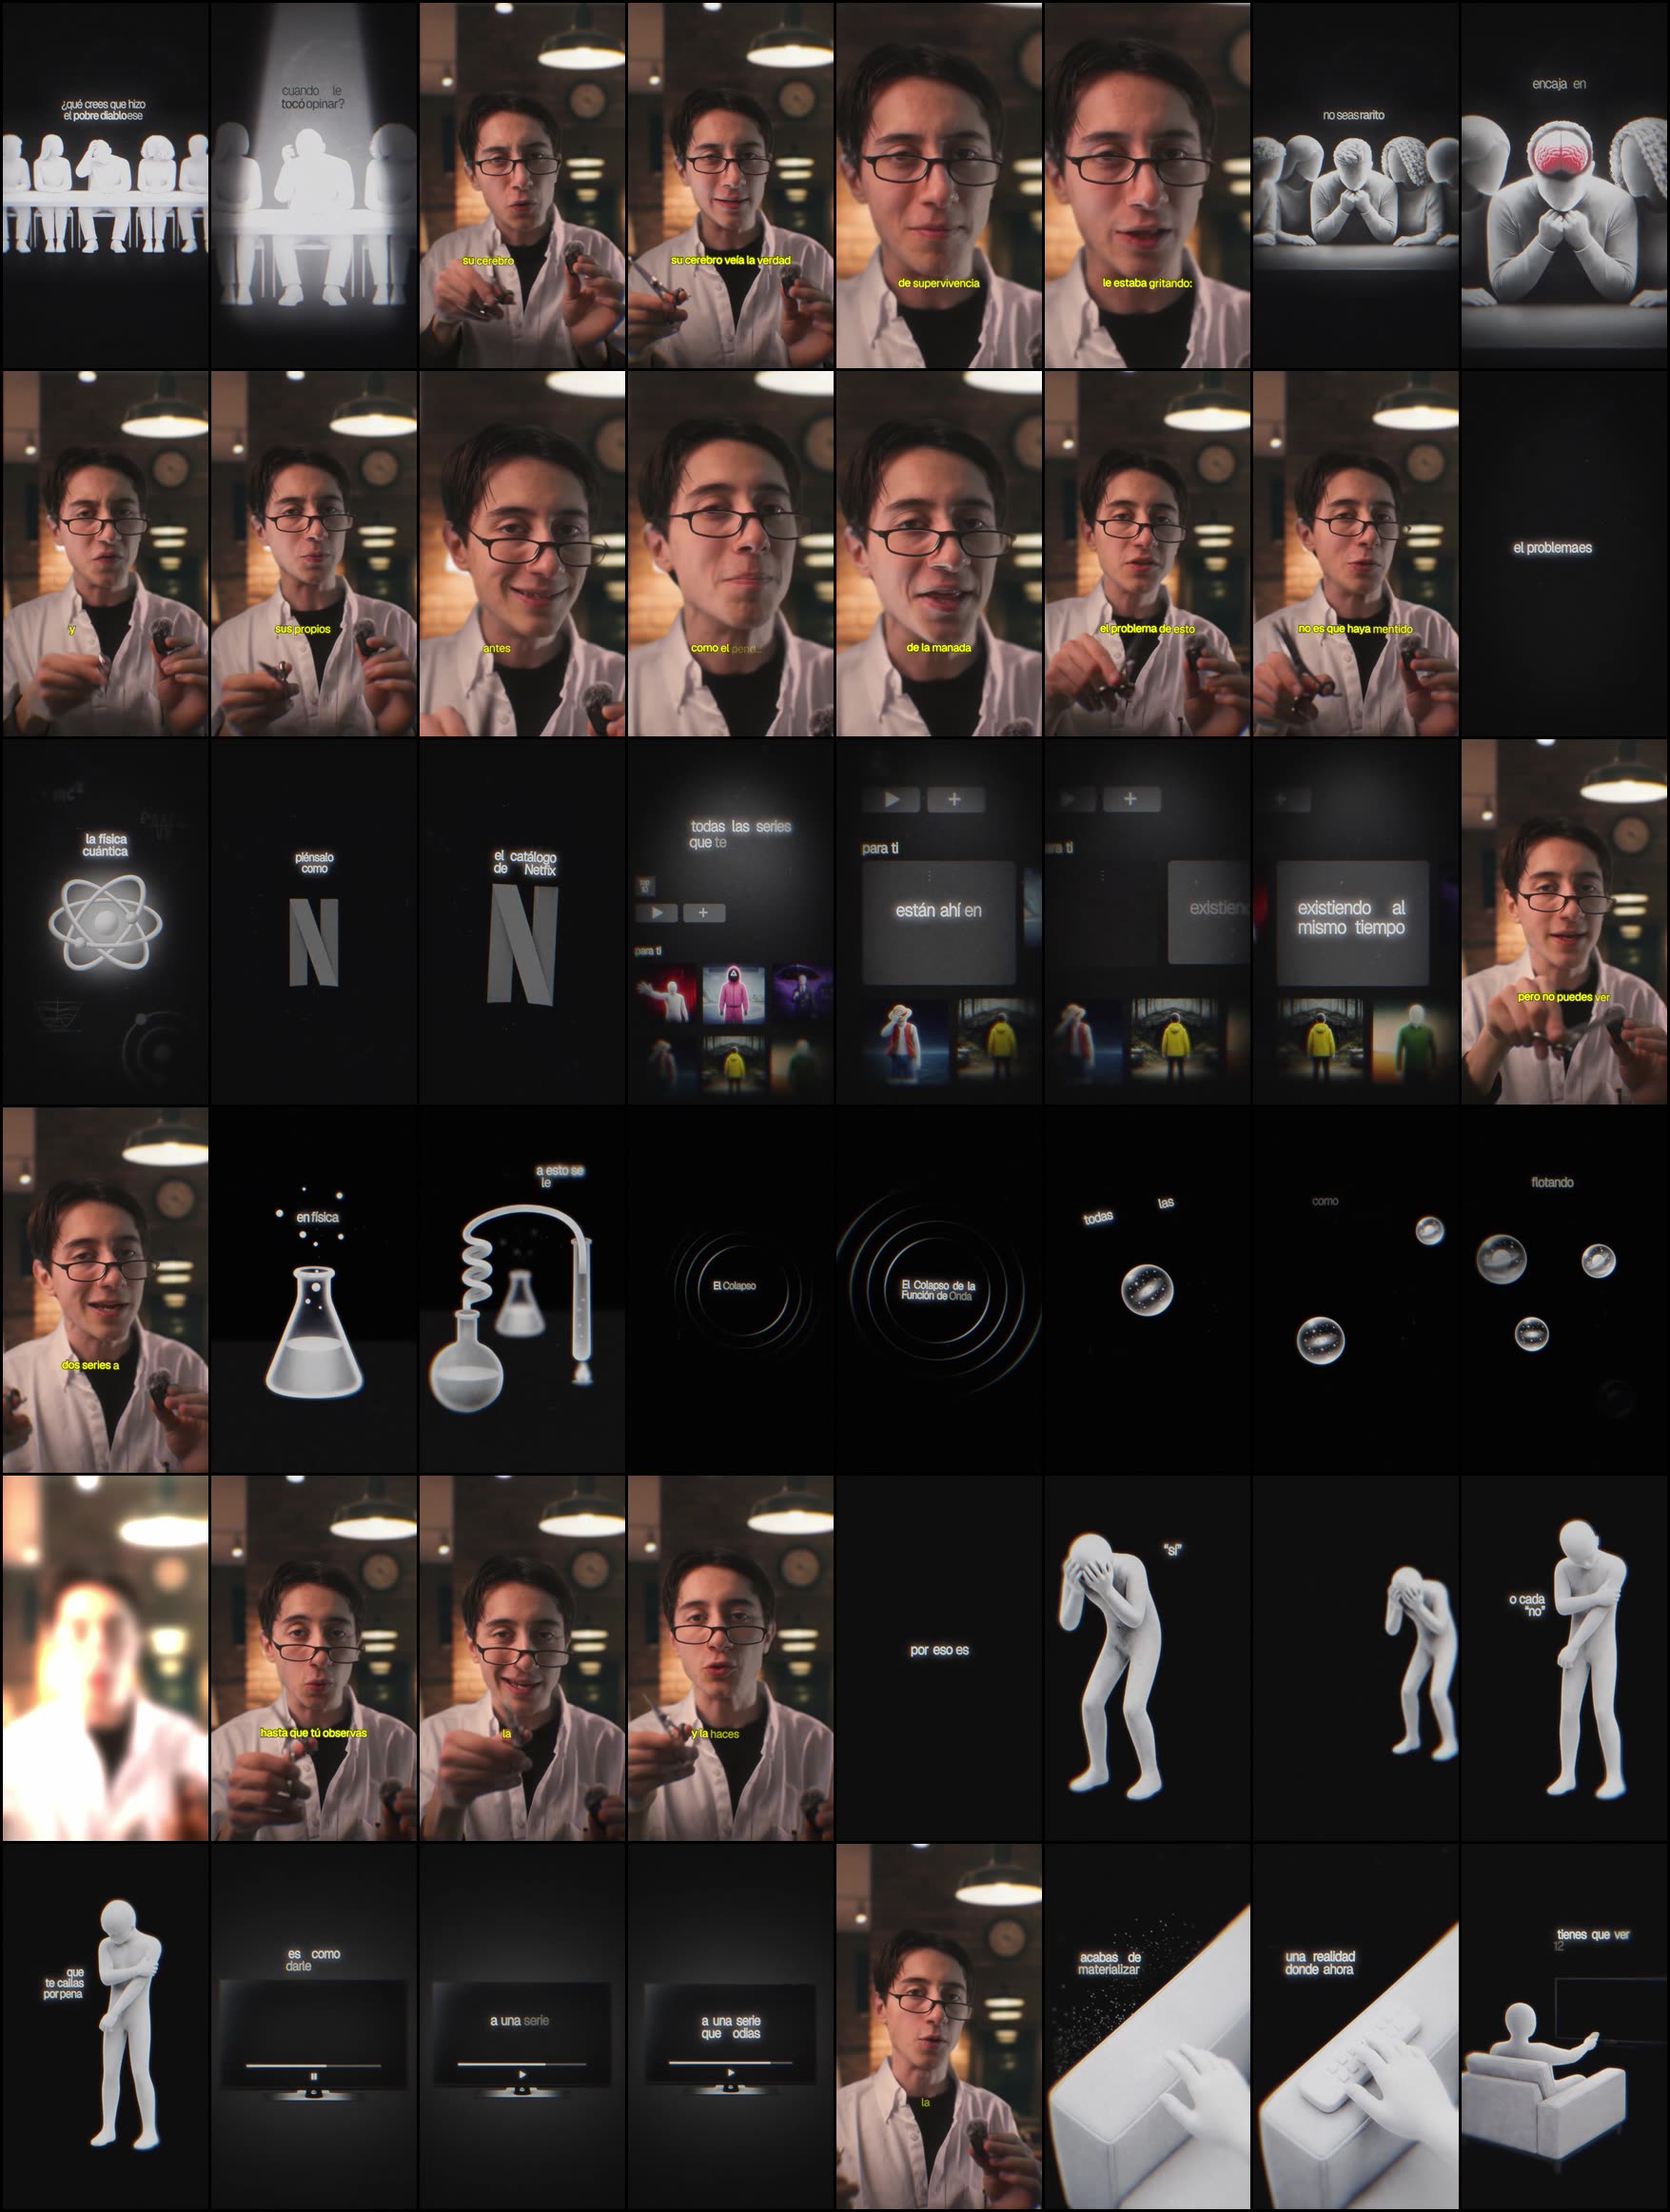 ¿qué crees que hizo
el pobre diablo ese
cuando le
tocó opinar?
su cerebro
su cerebro veía la verdad
de supervivencia
le estaba gritando:
no seas rarito
encaja en
y
sus propios
antes
como el
de la manada
el problema de esto
no es que haya mentido
el problema es
la física
cuántica
piénsalo
como
N
el catálogo
de Netflix
N
todas las series
que te
TOP
10
para ti
para ti
están ahí en
ra ti
existiendo al
mismo tiempo
pero no puedes ver
dos series a
en física
a esto se
le
El Colapso
El Colapso de la
Función de Onda
todas las
como
flotando
hasta que tú observas
la
y la haces
por eso es
“sí”
o cada
“no”
que
te callas
por pena
es como
darle
a una serie
a una serie
que odias
la
acabas de
materializar
una realidad
donde ahora
tienes que ver
12